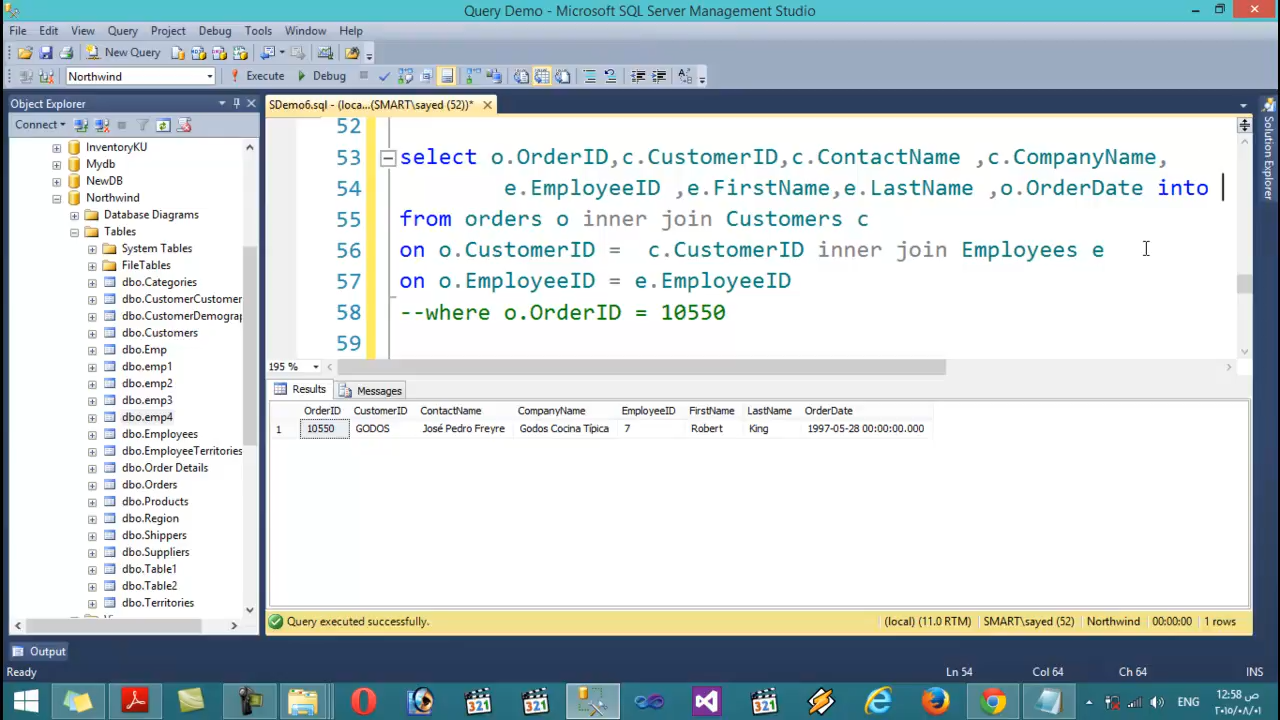 Query Demo - Microsoft SQL Server Management Studio
File Edit View Query Project Debug Tools Window Help
New Query
Northwind Execute Debug
Object Explorer
SDemo6.sql - (loca...(SMART\sayed (52))*
Solution Explorer
Connect
InventoryKU
Mydb
NewDB
Northwind
Database Diagrams
Tables
System Tables
FileTables
dbo.Categories
dbo.CustomerCustomer
dbo.CustomerDemogra
dbo.Customers
dbo.Emp
dbo.emp1
dbo.emp2
dbo.emp3
dbo.emp4
dbo.Employees
dbo.EmployeeTerritories
dbo.Order Details
dbo.Orders
dbo.Products
dbo.Region
dbo.Shippers
dbo.Suppliers
dbo.Table1
dbo.Table2
dbo.Territories
52
53 select o.OrderID,c.CustomerID,c.ContactName ,c.CompanyName,
54 e.EmployeeID ,e.FirstName,e.LastName ,o.OrderDate into
55 from orders o inner join Customers c
56 on o.CustomerID = c.CustomerID inner join Employees e
57 on o.EmployeeID = e.EmployeeID
58 --where o.OrderID = 10550
59
195 %
Results Messages
OrderID CustomerID ContactName CompanyName EmployeeID FirstName LastName OrderDate
1 10550 GODOS José Pedro Freyre Godos Cocina Típica 7 Robert King 1997-05-28 00:00:00.000
Query executed successfully. (local) (11.0 RTM) SMART\sayed (52) Northwind 00:00:00 1 rows
Output
Ready Ln 54 Col 64 Ch 64 INS
321 321 321
ENG
12:58 ص
٢٠١٥/٠٨/٠١